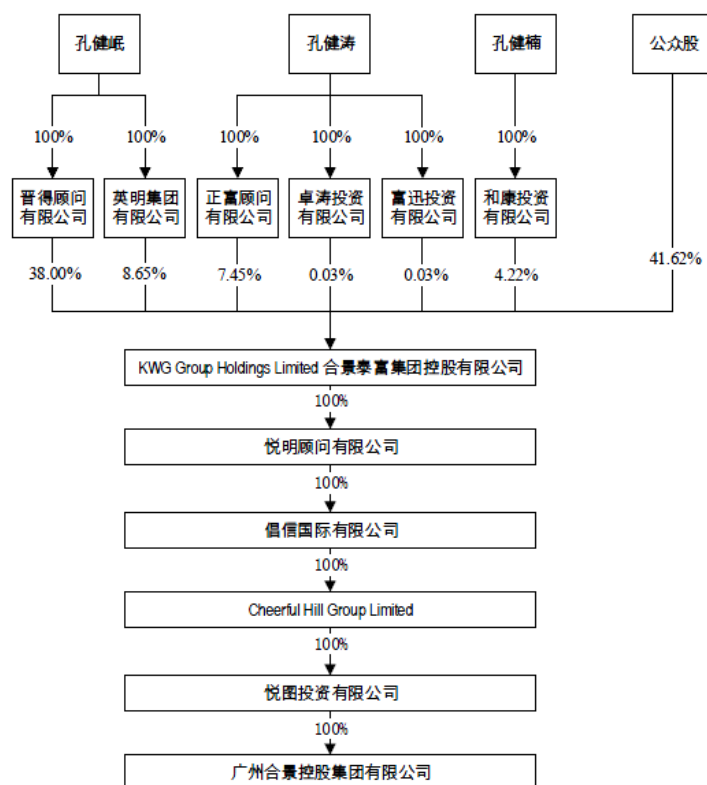 孔健岷
孔健涛
孔健楠
公众股
100%
100%
100%
100%
100%
100%
晋得顾问
有限公司
英明集团
有限公司
正富顾问
有限公司
卓涛投资
有限公司
富迅投资
有限公司
和康投资
有限公司
38.00%
8.65%
7.45%
0.03%
0.03%
4.22%
41.62%
KWG Group Holdings Limited 合景泰富集团控股有限公司
100%
悦明顾问有限公司
100%
倡信国际有限公司
100%
Cheerful Hill Group Limited
100%
悦图投资有限公司
100%
广州合景控股集团有限公司